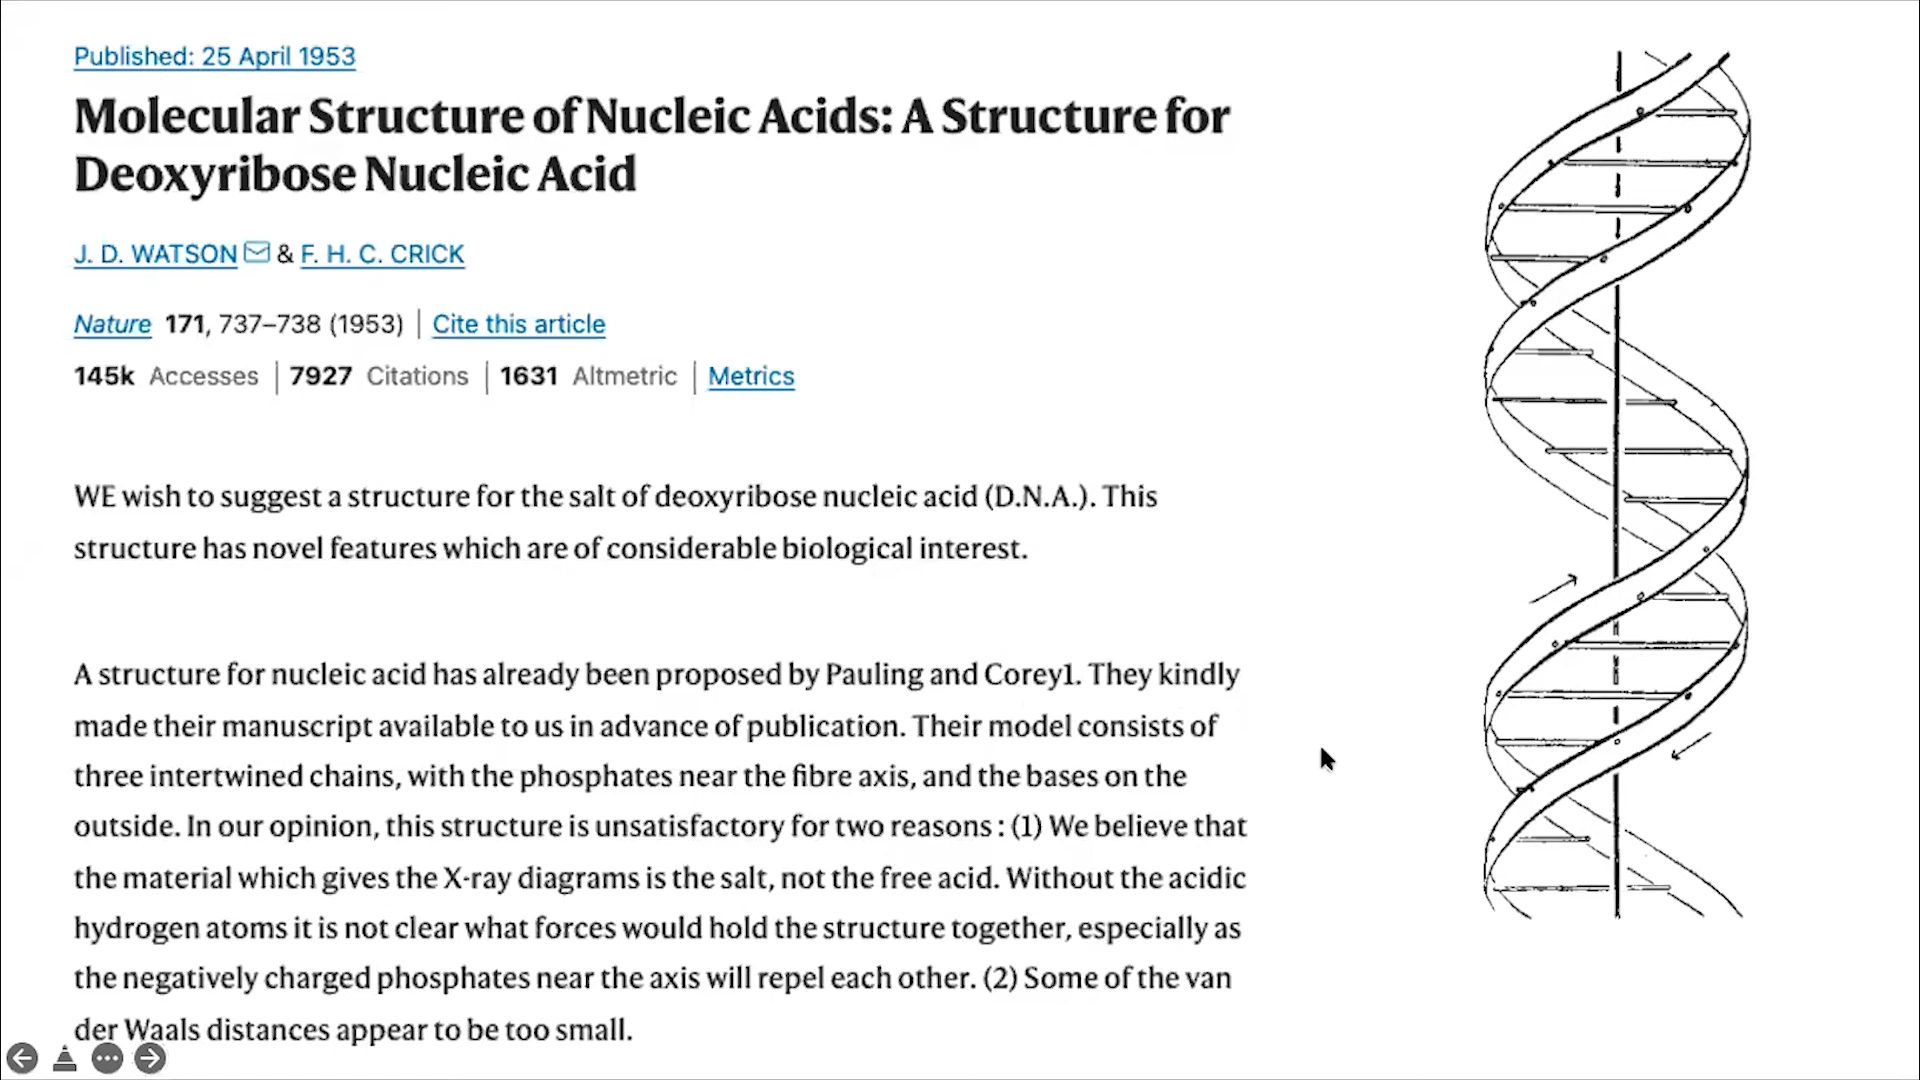 Published: 25 April 1953
Molecular Structure of Nucleic Acids: A Structure for
Deoxyribose Nucleic Acid
J. D. WATSON & F. H. C. CRICK
Nature 171, 737–738 (1953) | Cite this article
145k Accesses | 7927 Citations | 1631 Altmetric | Metrics
WE wish to suggest a structure for the salt of deoxyribose nucleic acid (D.N.A.). This
structure has novel features which are of considerable biological interest.
A structure for nucleic acid has already been proposed by Pauling and Corey1. They kindly
made their manuscript available to us in advance of publication. Their model consists of
three intertwined chains, with the phosphates near the fibre axis, and the bases on the
outside. In our opinion, this structure is unsatisfactory for two reasons : (1) We believe that
the material which gives the X-ray diagrams is the salt, not the free acid. Without the acidic
hydrogen atoms it is not clear what forces would hold the structure together, especially as
the negatively charged phosphates near the axis will repel each other. (2) Some of the van
der Waals distances appear to be too small.